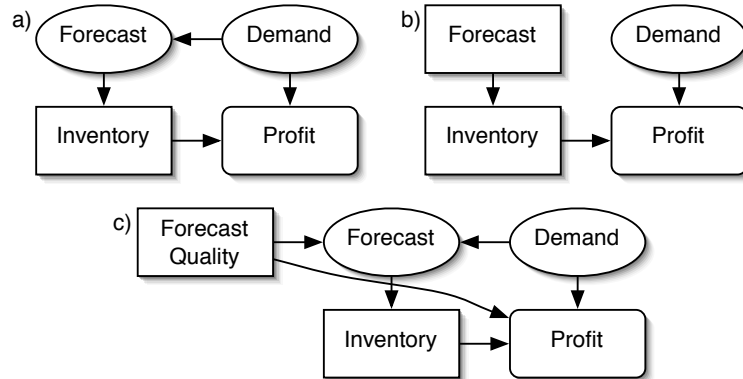 a)
Forecast
Demand
Inventory
Profit
b)
Forecast
Demand
Inventory
Profit
c)
Forecast
Quality
Forecast
Demand
Inventory
Profit